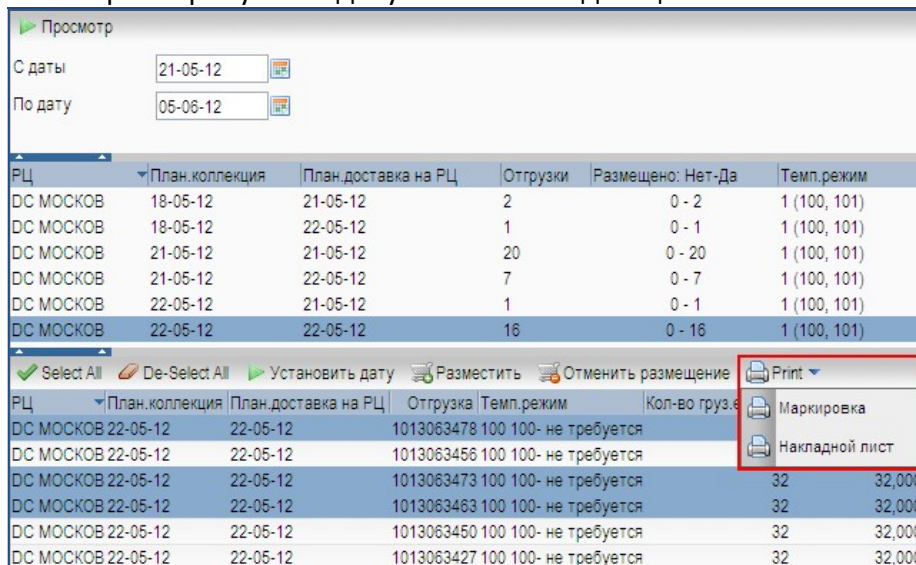 Просмотр
С даты 21-05-12
По дату 05-06-12
РЦ План.коллекция План.доставка на РЦ Отгрузки Размещено: Нет-Да Темп.режим
DC МОСКОВ 18-05-12 21-05-12 2 0 - 2 1 (100, 101)
DC МОСКОВ 18-05-12 22-05-12 1 0 - 1 1 (100, 101)
DC МОСКОВ 21-05-12 21-05-12 20 0 - 20 1 (100, 101)
DC МОСКОВ 21-05-12 22-05-12 7 0 - 7 1 (100, 101)
DC МОСКОВ 22-05-12 21-05-12 1 0 - 1 1 (100, 101)
DC МОСКОВ 22-05-12 22-05-12 16 0 - 16 1 (100, 101)
Select All De-Select All Установить дату Разместить Отменить размещение Print
РЦ План.коллекция План.доставка на РЦ Отгрузка Темп.режим Кол-во груз.е Маркировка
DC МОСКОВ 22-05-12 22-05-12 1013063478 100 100- не требуется
DC МОСКОВ 22-05-12 22-05-12 1013063456 100 100- не требуется Накладной лист
DC МОСКОВ 22-05-12 22-05-12 1013063473 100 100- не требуется 32 32,000
DC МОСКОВ 22-05-12 22-05-12 1013063463 100 100- не требуется 32 32,000
DC МОСКОВ 22-05-12 22-05-12 1013063450 100 100- не требуется 32 32,000
DC МОСКОВ 22-05-12 22-05-12 1013063427 100 100- не требуется 32 32,000